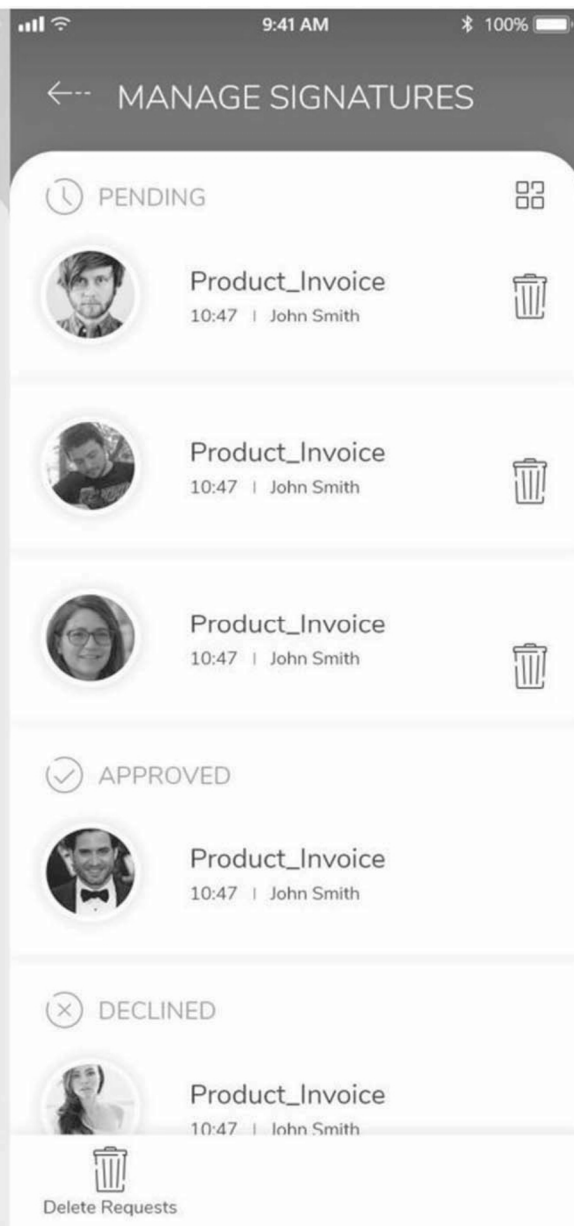 9:41 AM 100%
MANAGE SIGNATURES
PENDING
Product_Invoice
10:47 | John Smith
Product_Invoice
10:47 | John Smith
Product_Invoice
10:47 | John Smith
APPROVED
Product_Invoice
10:47 | John Smith
DECLINED
Product_Invoice
10:47 | John Smith
Delete Requests